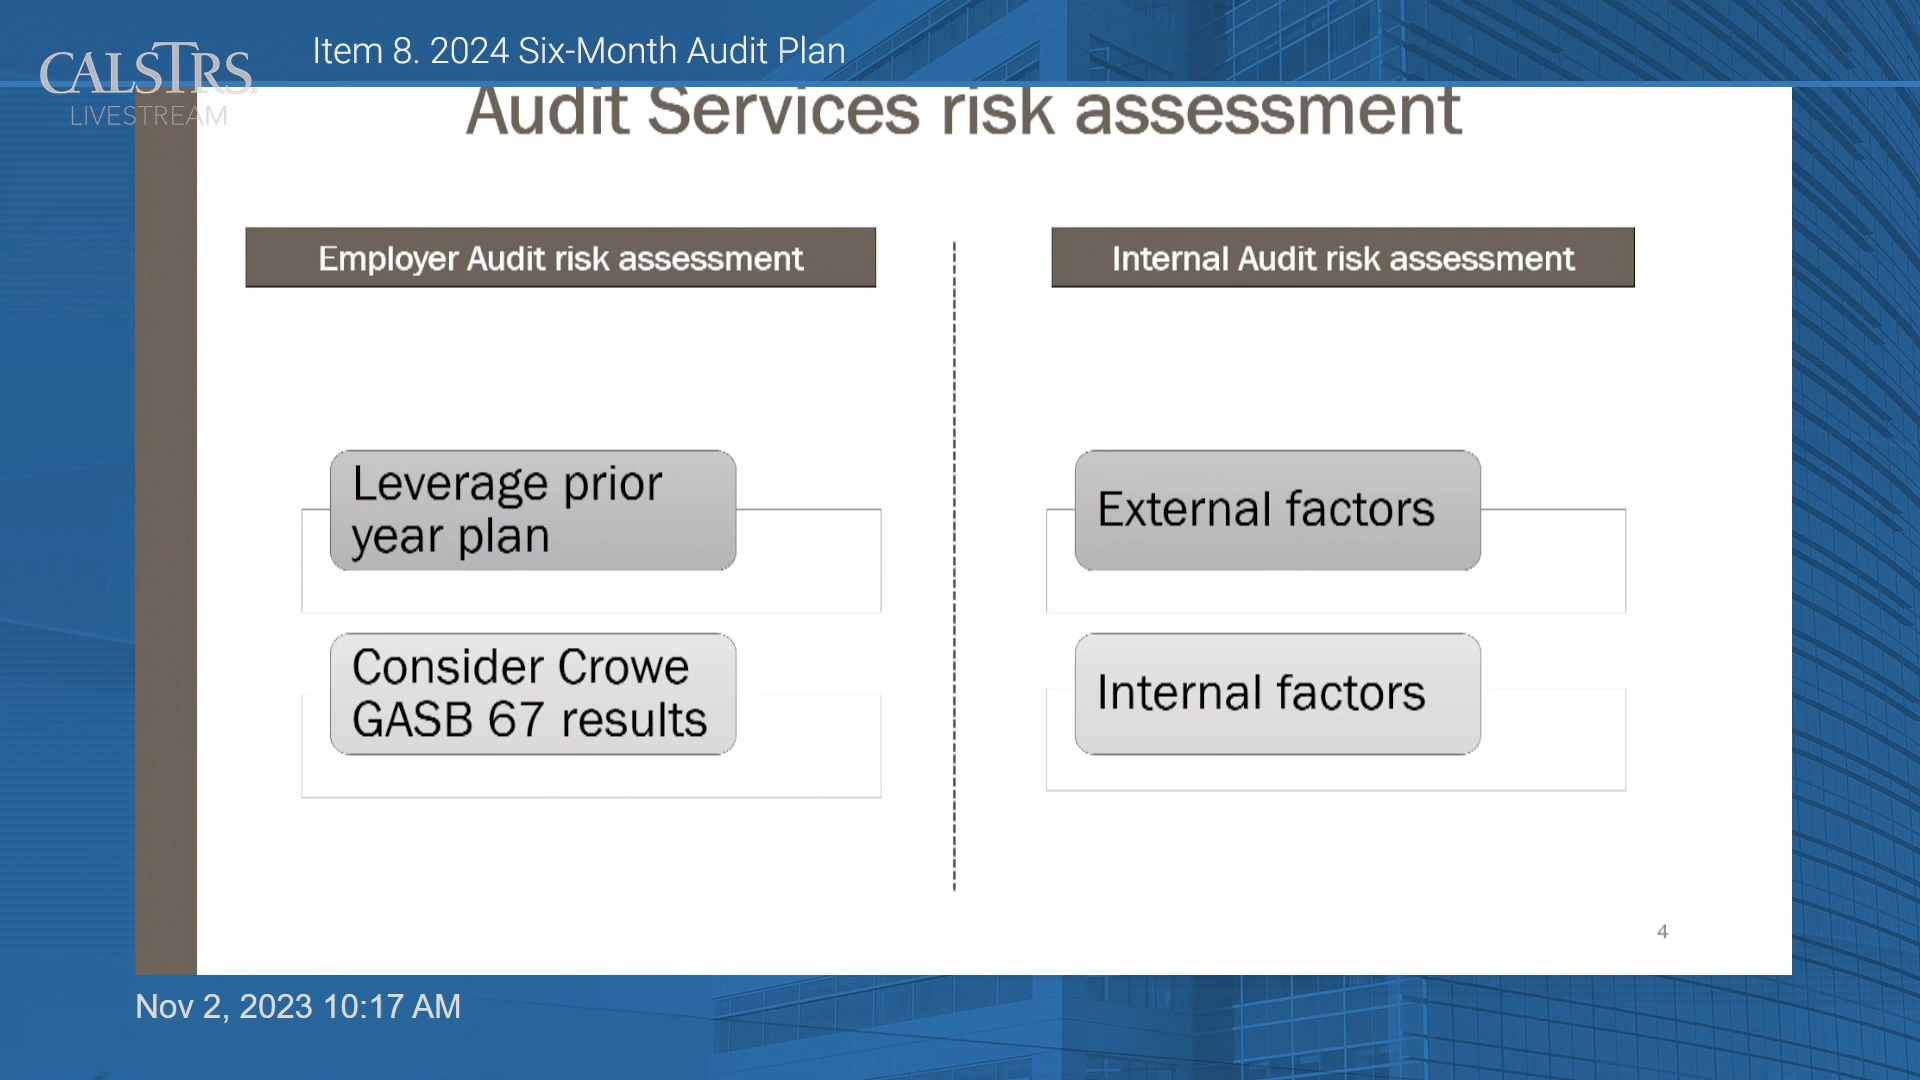 CALSTRS
LIVESTREAM
Item 8. 2024 Six-Month Audit Plan
Audit Services risk assessment
Employer Audit risk assessment
Leverage prior
year plan
Consider Crowe
GASB 67 results
Internal Audit risk assessment
External factors
Internal factors
4
Nov 2, 2023 10:17 AM